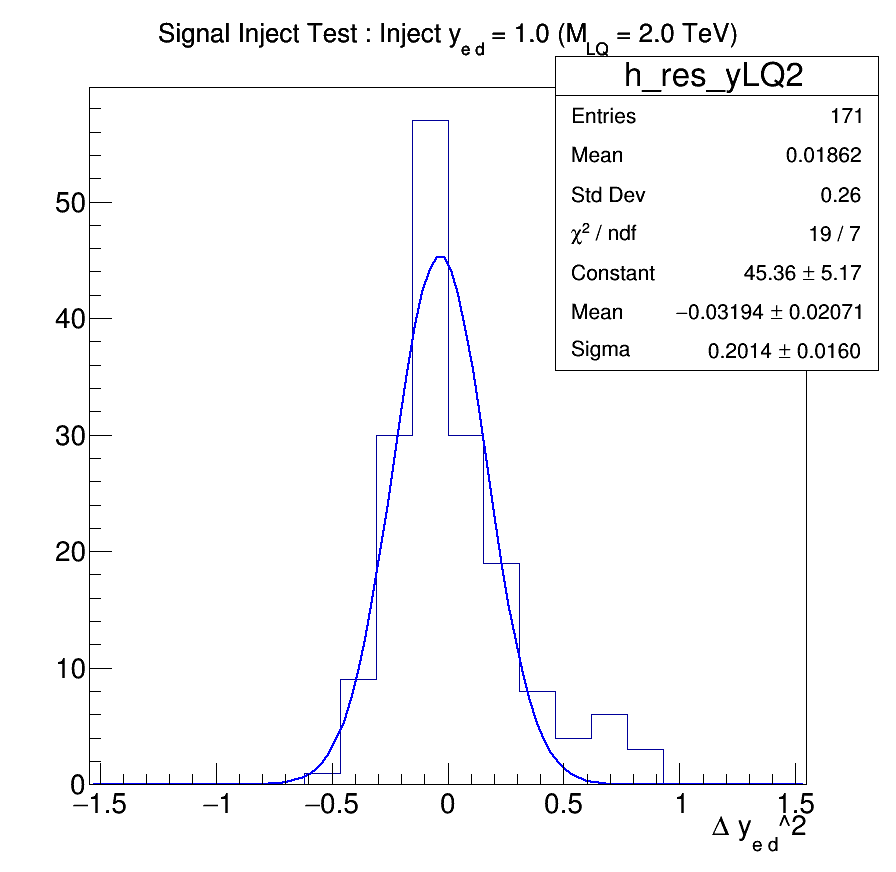 Signal Inject Test : Inject y_{e d} = 1.0 (M_{LQ} = 2.0 TeV)
h_res_yLQ2
Entries 171
Mean 0.01862
Std Dev 0.26
χ² / ndf 19 / 7
Constant 45.36 ± 5.17
Mean −0.03194 ± 0.02071
Sigma 0.2014 ± 0.0160
50
40
30
20
10
0
−1.5 −1 −0.5 0 0.5 1 1.5
Δ y_{e d}^2